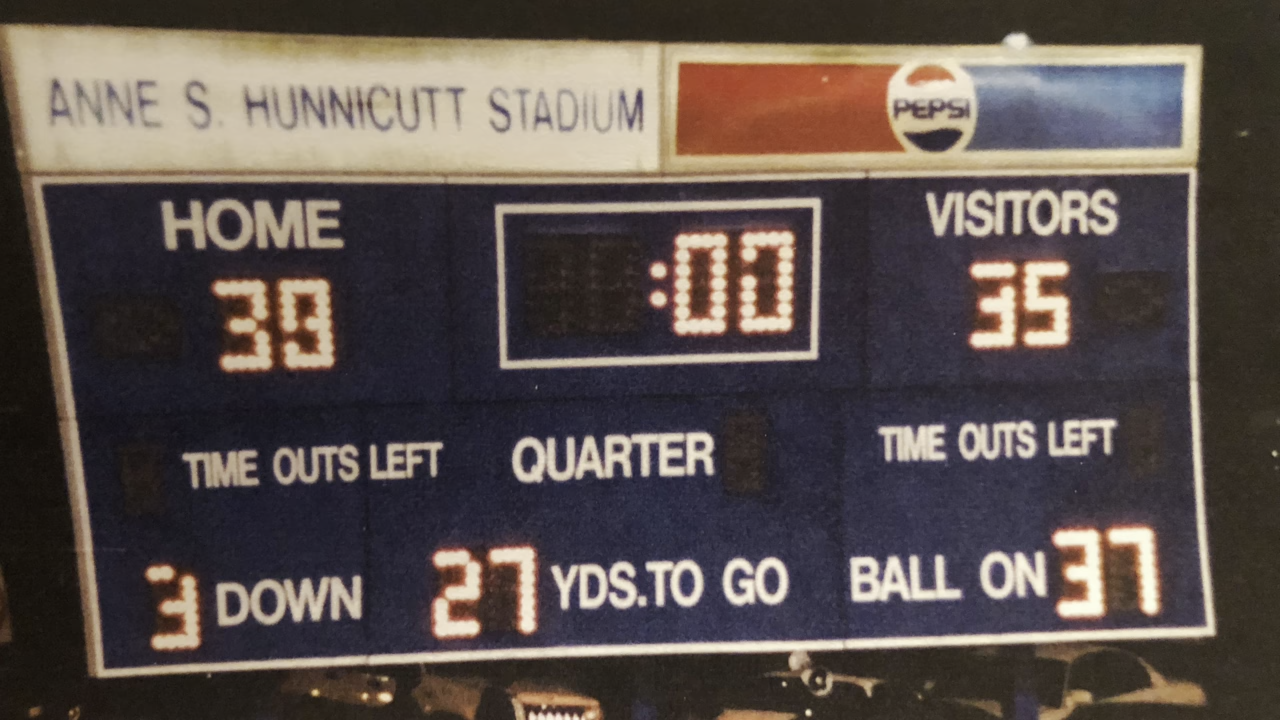 ANNE S. HUNNICUTT STADIUM
PEPSI
HOME
:00
VISITORS
39
35
TIME OUTS LEFT
QUARTER
TIME OUTS LEFT
3 DOWN
27 YDS.TO GO
BALL ON 37